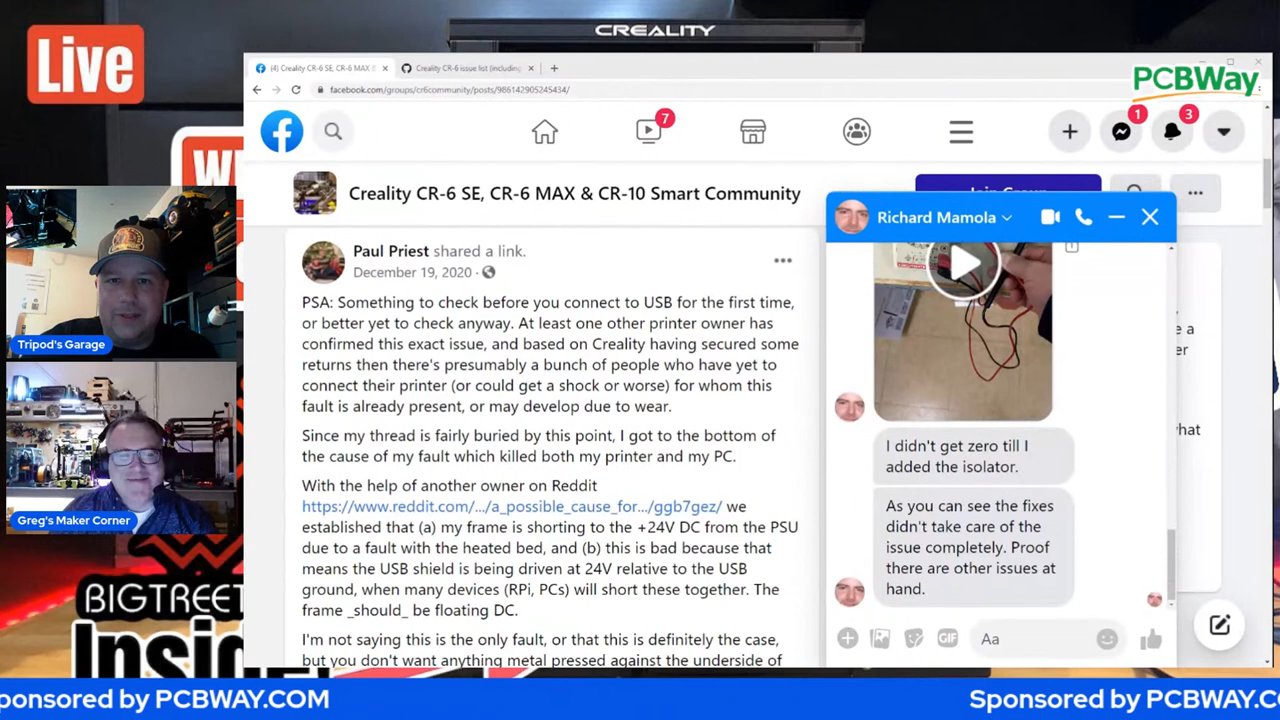 CREALITY
Live
(4) Creality CR-6 SE, CR-6 MAX &
Creality CR-6 issue list (including
facebook.com/groups/cr6community/posts/986142905245434/
PCBWay
7
1
3
Creality CR-6 SE, CR-6 MAX & CR-10 Smart Community
Paul Priest shared a link.
December 19, 2020
PSA: Something to check before you connect to USB for the first time,
or better yet to check anyway. At least one other printer owner has
confirmed this exact issue, and based on Creality having secured some
returns then there's presumably a bunch of people who have yet to
connect their printer (or could get a shock or worse) for whom this
fault is already present, or may develop due to wear.
Since my thread is fairly buried by this point, I got to the bottom of
the cause of my fault which killed both my printer and my PC.
With the help of another owner on Reddit
https://www.reddit.com/.../a_possible_cause_for.../ggb7gez/ we
established that (a) my frame is shorting to the +24V DC from the PSU
due to a fault with the heated bed, and (b) this is bad because that
means the USB shield is being driven at 24V relative to the USB
ground, when many devices (RPi, PCs) will short these together. The
frame _should_ be floating DC.
I'm not saying this is the only fault, or that this is definitely the case,
but you don't want anything metal pressed against the underside of
Richard Mamola
I didn't get zero till I
added the isolator.
As you can see the fixes
didn't take care of the
issue completely. Proof
there are other issues at
hand.
GIF
Aa
Tripod's Garage
Greg's Maker Corner
BIGTREE
Insid
ponsored by PCBWAY.COM
Sponsored by PCBWAY.CO